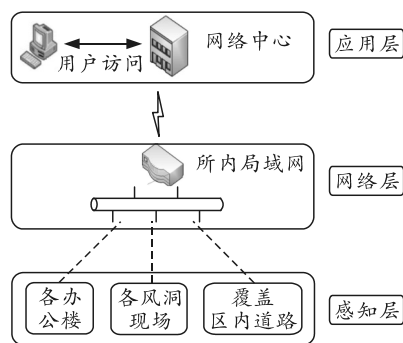 网络中心
用户访问
应用层
所内局域网
网络层
各办
公楼
各风洞
现场
覆盖
区内道路
感知层